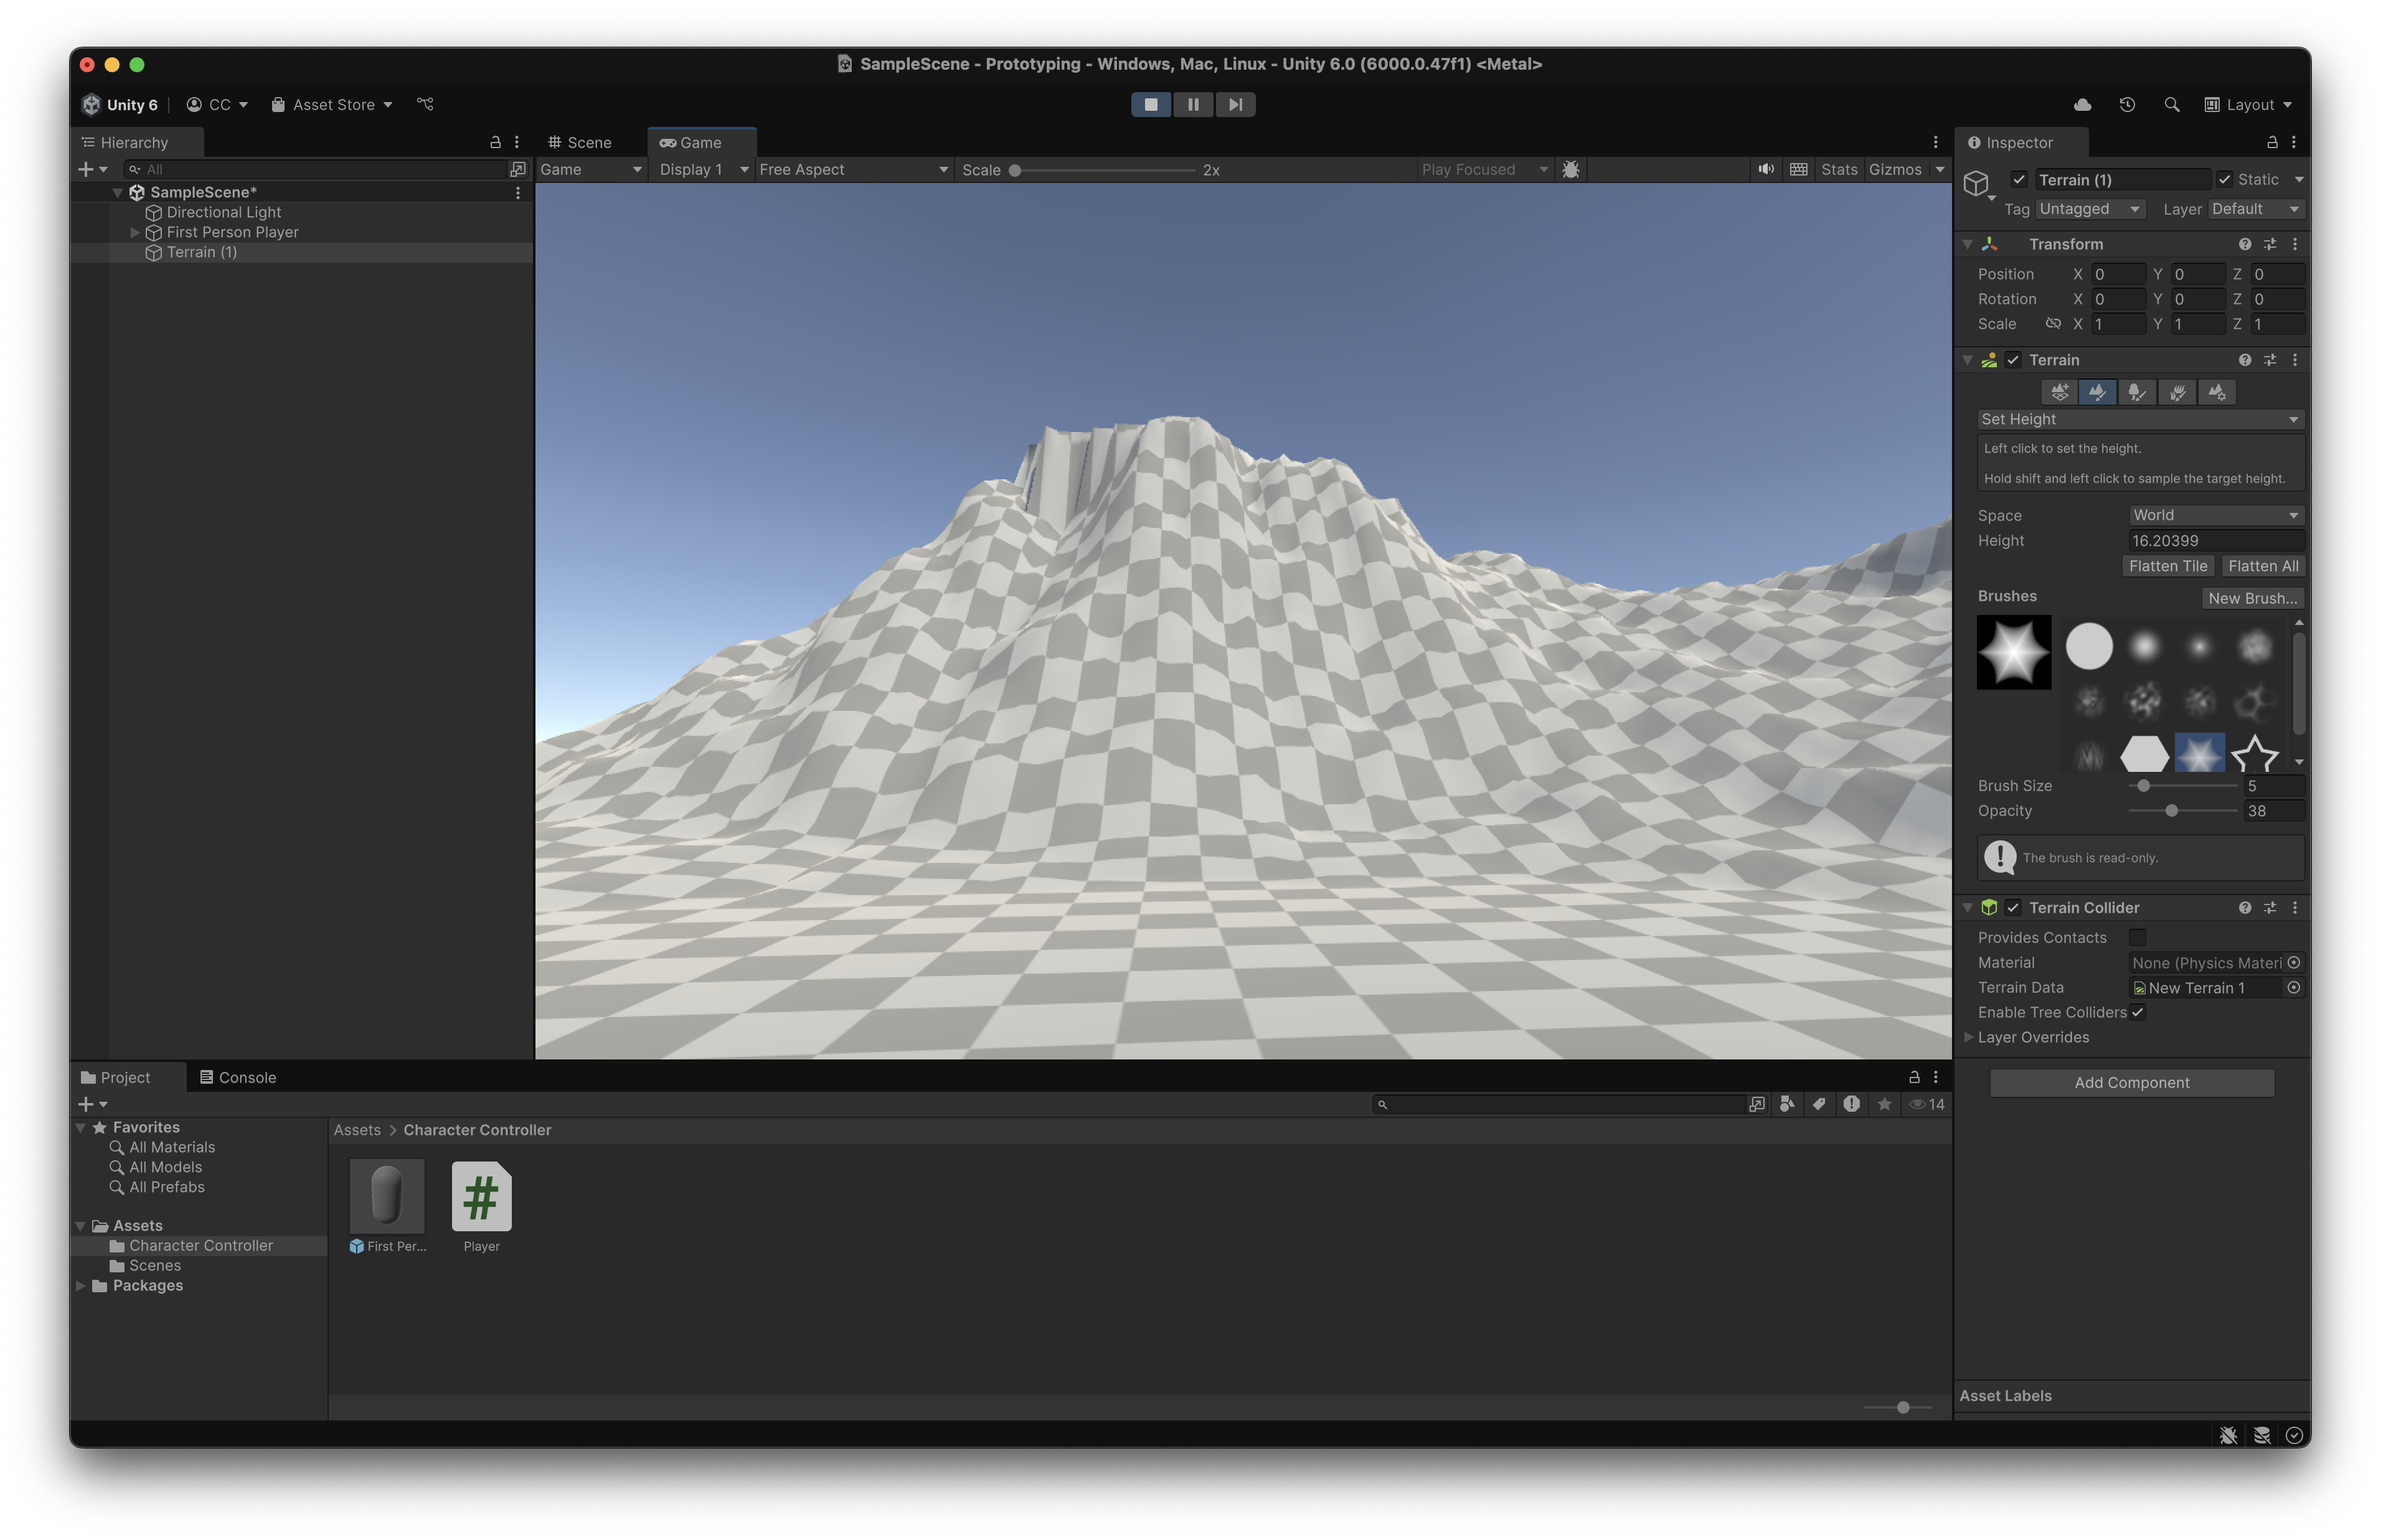 SampleScene - Prototyping - Windows, Mac, Linux - Unity 6.0 (6000.0.47f1) <Metal>
Unity 6
CC
Asset Store
Layout
Hierarchy
All
SampleScene*
Directional Light
First Person Player
Terrain (1)
Scene
Game
Game
Display 1
Free Aspect
Scale
2x
Play Focused
Stats
Gizmos
Inspector
Terrain (1)
Static
Tag Untagged Layer Default
Transform
Position X 0 Y 0 Z 0
Rotation X 0 Y 0 Z 0
Scale X 1 Y 1 Z 1
Terrain
Set Height
Left click to set the height.
Hold shift and left click to sample the target height.
Space World
Height 16.20399
Flatten Tile Flatten All
Brushes New Brush...
Brush Size 5
Opacity 38
The brush is read-only.
Terrain Collider
Provides Contacts
Material None (Physics Materi
Terrain Data New Terrain 1
Enable Tree Colliders
Layer Overrides
Add Component
Asset Labels
Project
Console
14
Favorites
All Materials
All Models
All Prefabs
Assets
Character Controller
Scenes
Packages
Assets > Character Controller
#
First Per...
Player